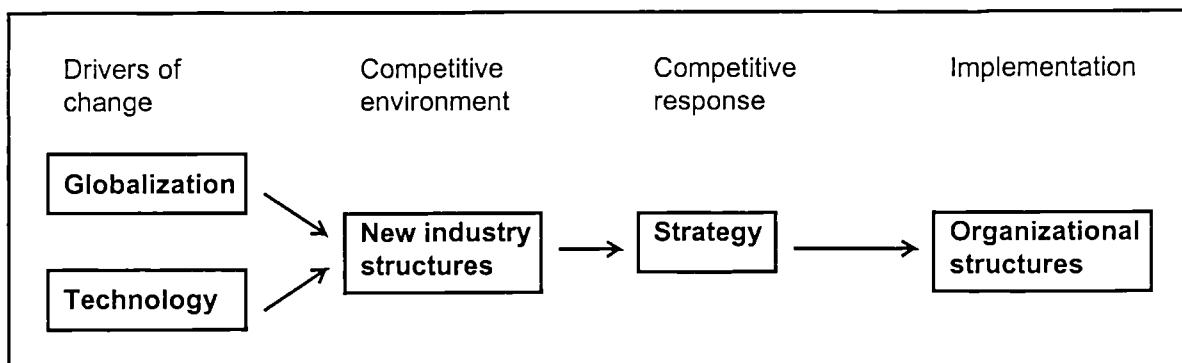 Drivers of
change
Competitive
environment
Competitive
response
Implementation
Globalization
Technology
New industry
structures
Strategy
Organizational
structures